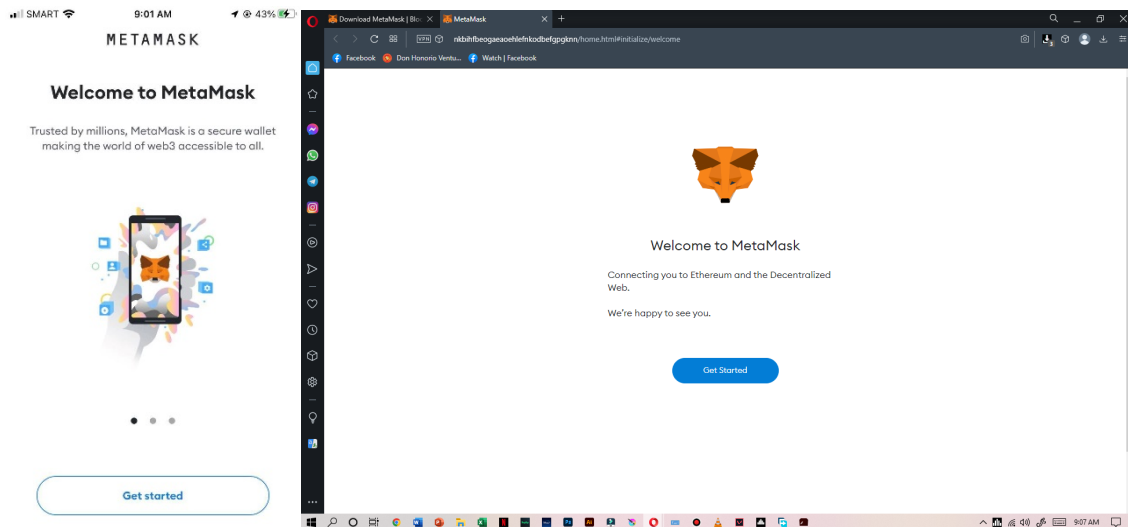 SMART
9:01 AM
43%
METAMASK
Welcome to MetaMask
Trusted by millions, MetaMask is a secure wallet
making the world of web3 accessible to all.
Get started
Download MetaMask | Bloc
MetaMask
VPN
nkbihfbeogaeaoehlefnkodbefgpgknn/home.html#initialize/welcome
Facebook
Don Honorio Ventu...
Watch | Facebook
Welcome to MetaMask
Connecting you to Ethereum and the Decentralized
Web.
We're happy to see you.
Get Started
9:07 AM